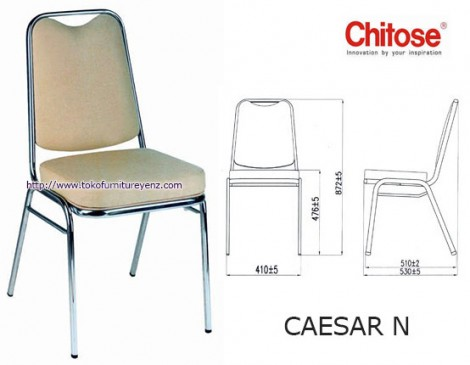 Chitose®
Innovation by your inspiration
http://www.tokofurnitureyenz.com
476±5
872±5
410±5
510±2
530±5
CAESAR N